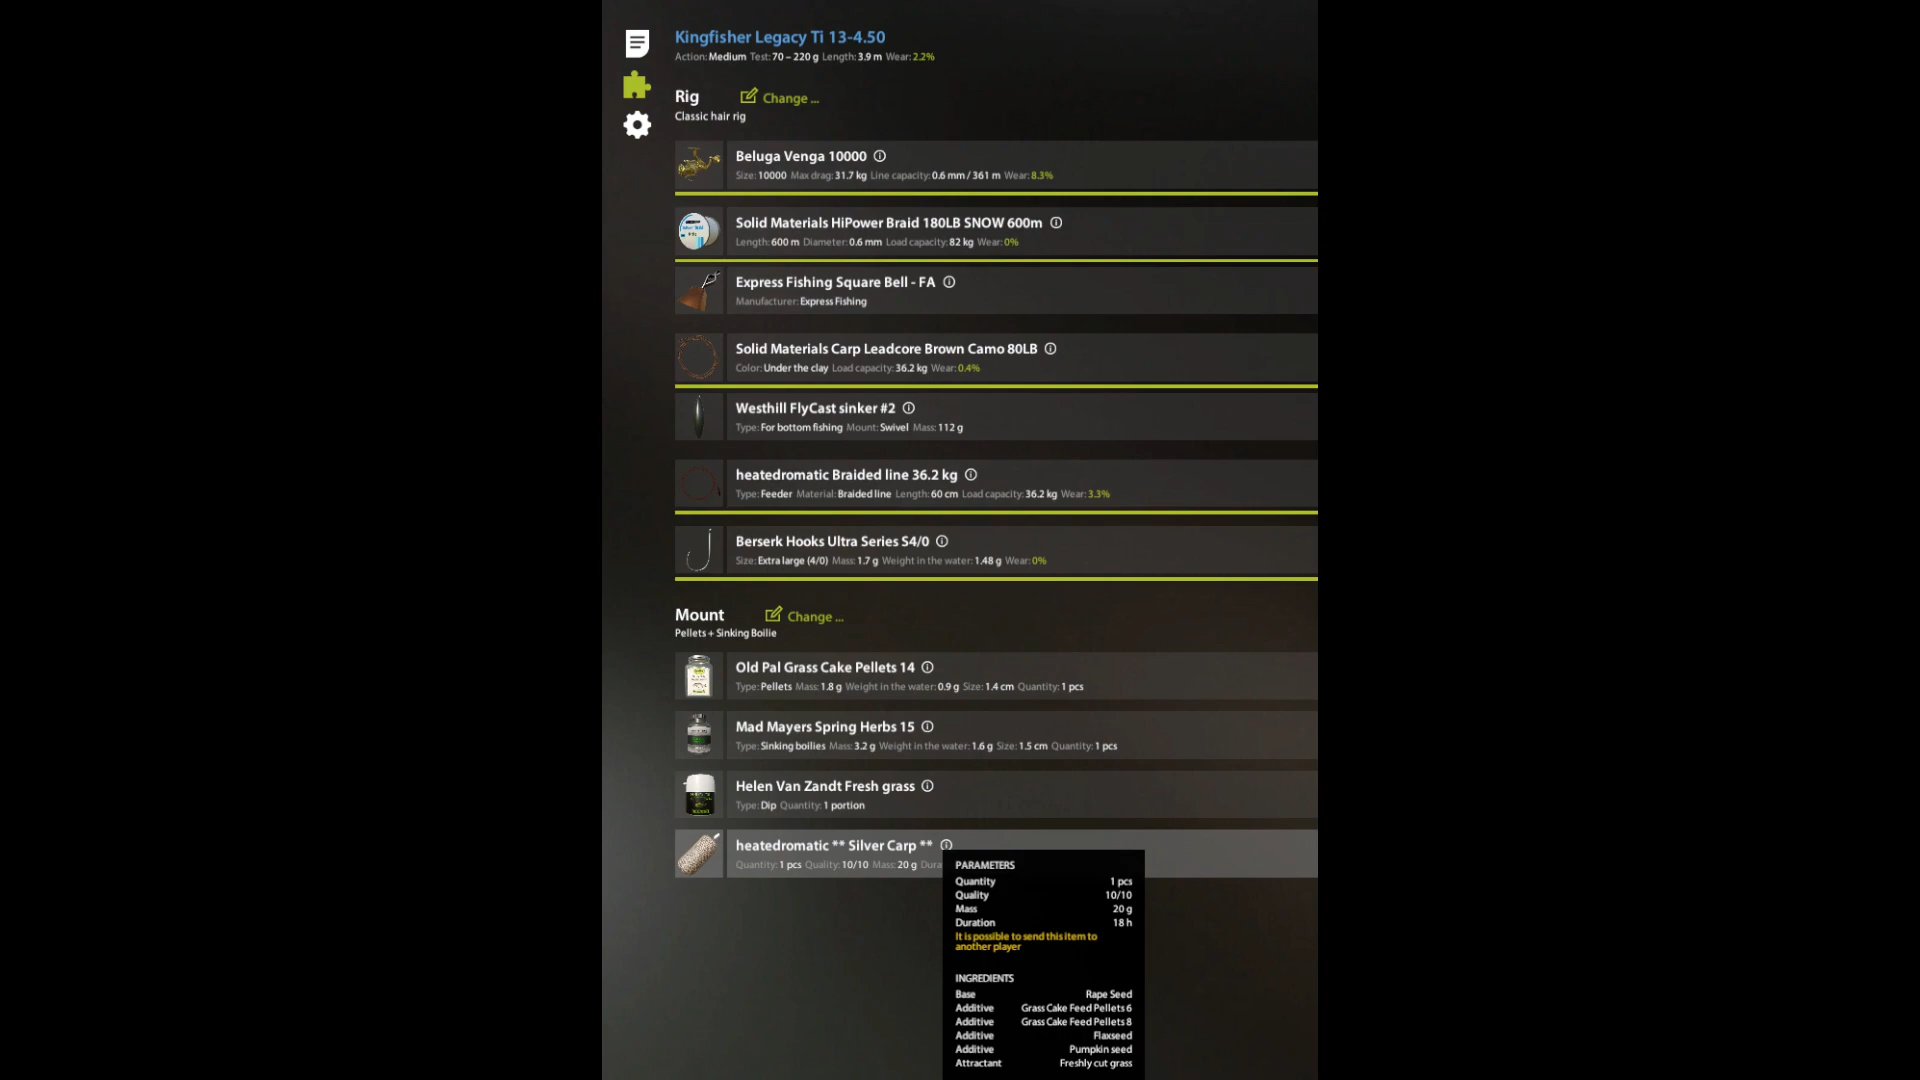 Kingfisher Legacy Ti 13-4.50
Action: Medium Test: 70 – 220 g Length: 3.9 m Wear: 2.2%
Rig Change ...
Classic hair rig
Beluga Venga 10000
Size: 10000 Max drag: 31.7 kg Line capacity: 0.6 mm / 361 m Wear: 8.3%
Solid Materials HiPower Braid 180LB SNOW 600m
Length: 600 m Diameter: 0.6 mm Load capacity: 82 kg Wear: 0%
Express Fishing Square Bell - FA
Manufacturer: Express Fishing
Solid Materials Carp Leadcore Brown Camo 80LB
Color: Under the clay Load capacity: 36.2 kg Wear: 0.4%
Westhill FlyCast sinker #2
Type: For bottom fishing Mount: Swivel Mass: 112 g
heatedromatic Braided line 36.2 kg
Type: Feeder Material: Braided line Length: 60 cm Load capacity: 36.2 kg Wear: 3.3%
Berserk Hooks Ultra Series S4/0
Size: Extra large (4/0) Mass: 1.7 g Weight in the water: 1.48 g Wear: 0%
Mount Change ...
Pellets + Sinking Boilie
Old Pal Grass Cake Pellets 14
Type: Pellets Mass: 1.8 g Weight in the water: 0.9 g Size: 1.4 cm Quantity: 1 pcs
Mad Mayers Spring Herbs 15
Type: Sinking boilies Mass: 3.2 g Weight in the water: 1.6 g Size: 1.5 cm Quantity: 1 pcs
Helen Van Zandt Fresh grass
Type: Dip Quantity: 1 portion
heatedromatic ** Silver Carp **
Quantity: 1 pcs Quality: 10/10 Mass: 20 g Dura
PARAMETERS
Quantity 1 pcs
Quality 10/10
Mass 20 g
Duration 18 h
It is possible to send this item to
another player
INGREDIENTS
Base Rape Seed
Additive Grass Cake Feed Pellets 6
Additive Grass Cake Feed Pellets 8
Additive Flaxseed
Additive Pumpkin seed
Attractant Freshly cut grass